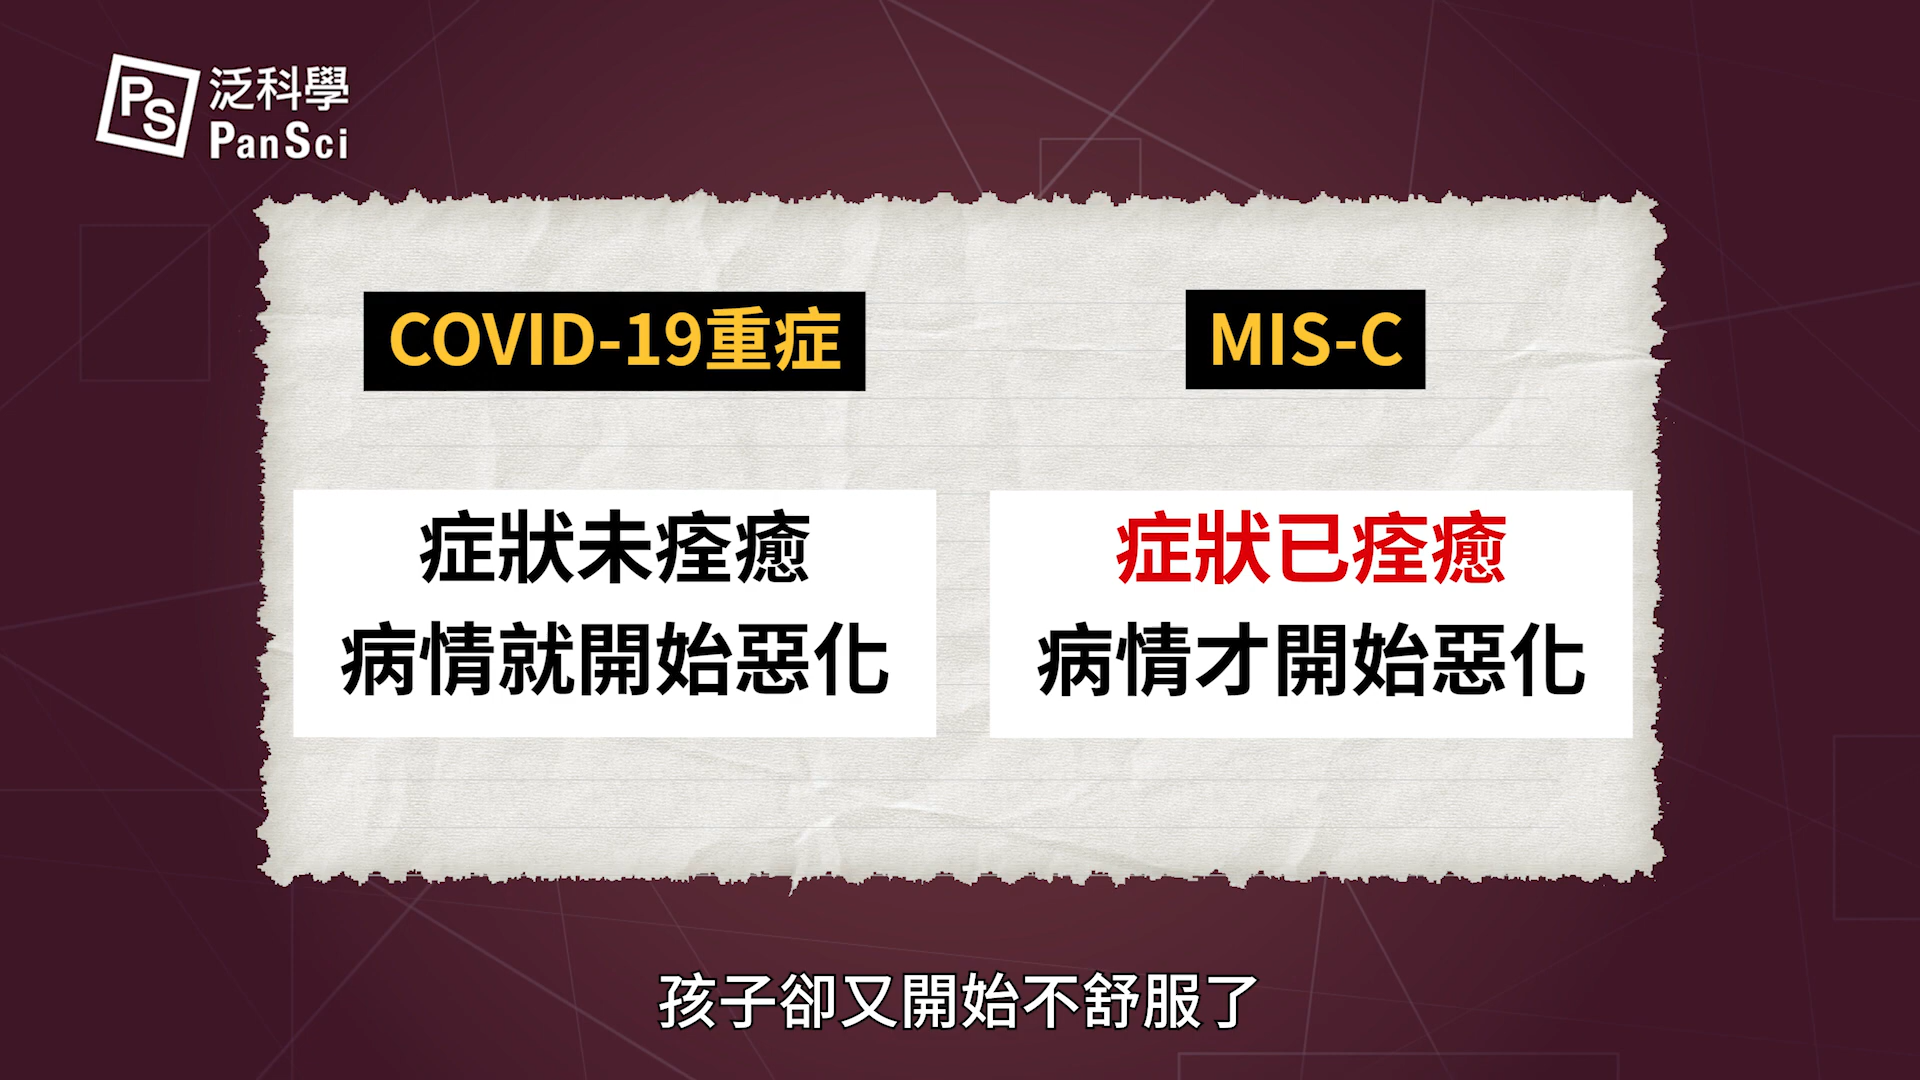 PS
泛科學
PanSci
COVID-19重症
MIS-C
症狀未痊癒
病情就開始惡化
症狀已痊癒
病情才開始惡化
孩子卻又開始不舒服了